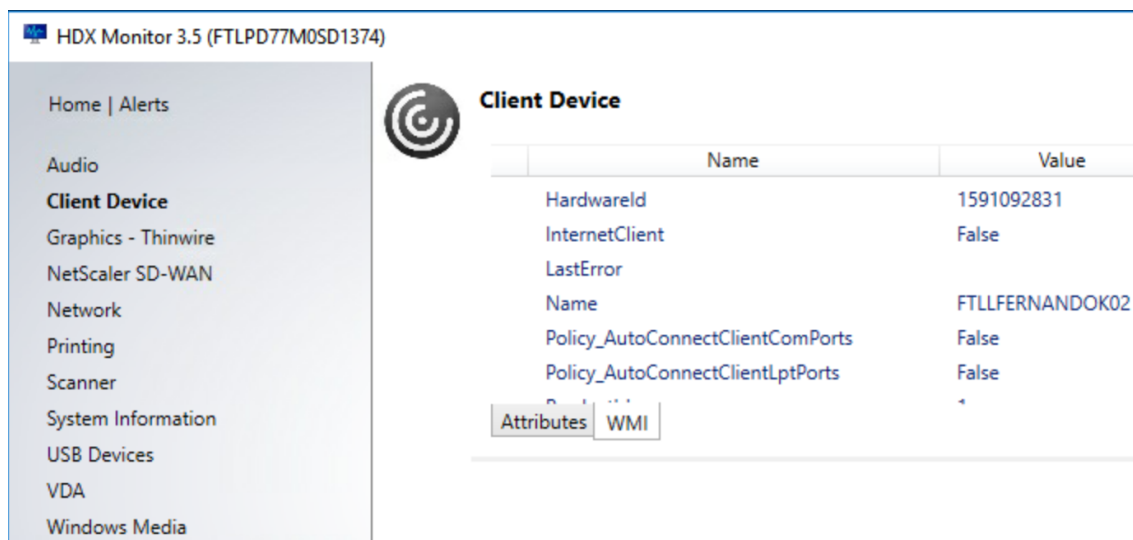 HDX Monitor 3.5 (FTLPD77M0SD1374)
Home | Alerts
Audio
Client Device
Graphics - Thinwire
NetScaler SD-WAN
Network
Printing
Scanner
System Information
USB Devices
VDA
Windows Media
Client Device
Name Value
HardwareId 1591092831
InternetClient False
LastError
Name FTLLFERNANDOK02
Policy_AutoConnectClientComPorts False
Policy_AutoConnectClientLptPorts False
Attributes WMI